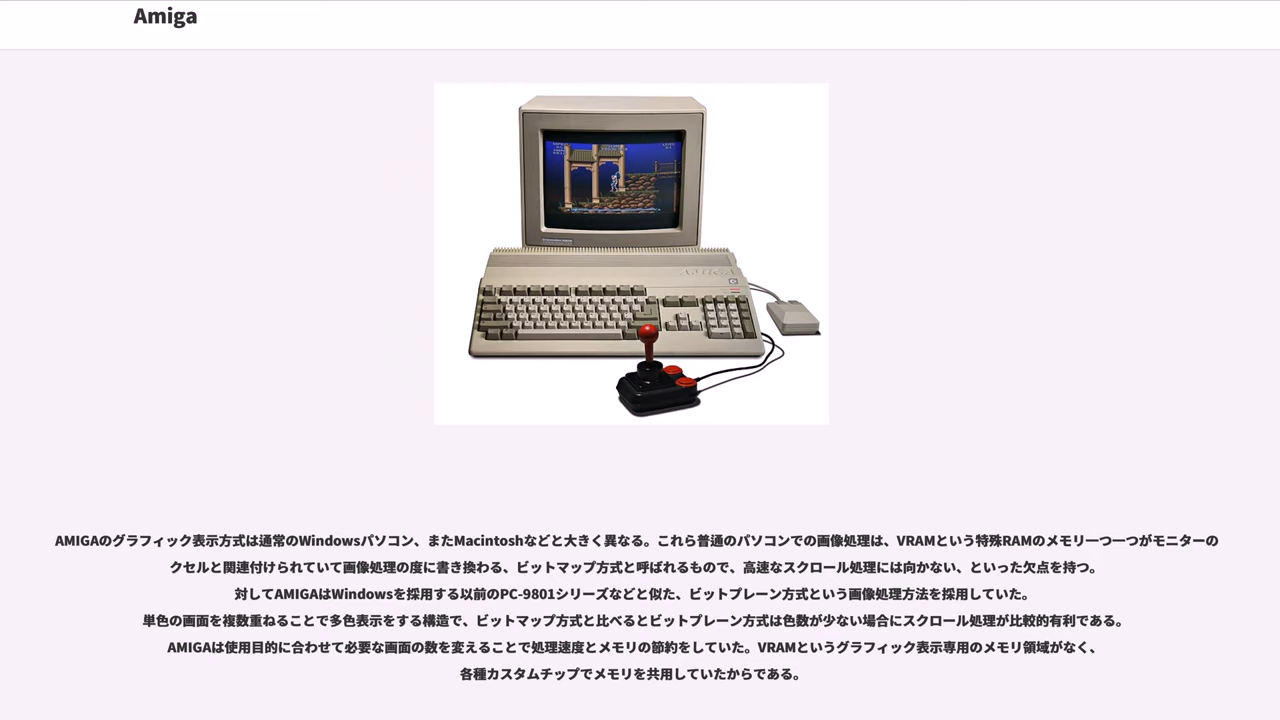 Amiga
AMIGAのグラフィック表示方式は通常のWindowsパソコン、またMacintoshなどと大きく異なる。これら普通のパソコンでの画像処理は、VRAMという特殊RAMのメモリ一つ一つがモニターの
クセルと関連付けられていて画像処理の度に書き換わる、ビットマップ方式と呼ばれるもので、高速なスクロール処理には向かない、といった欠点を持つ。
対してAMIGAはWindowsを採用する以前のPC-9801シリーズなどと似た、ビットプレーン方式という画像処理方法を採用していた。
単色の画面を複数重ねることで多色表示をする構造で、ビットマップ方式と比べるとビットプレーン方式は色数が少ない場合にスクロール処理が比較的有利である。
AMIGAは使用目的に合わせて必要な画面の数を変えることで処理速度とメモリの節約をしていた。VRAMというグラフィック表示専用のメモリ領域がなく、
各種カスタムチップでメモリを共用していたからである。